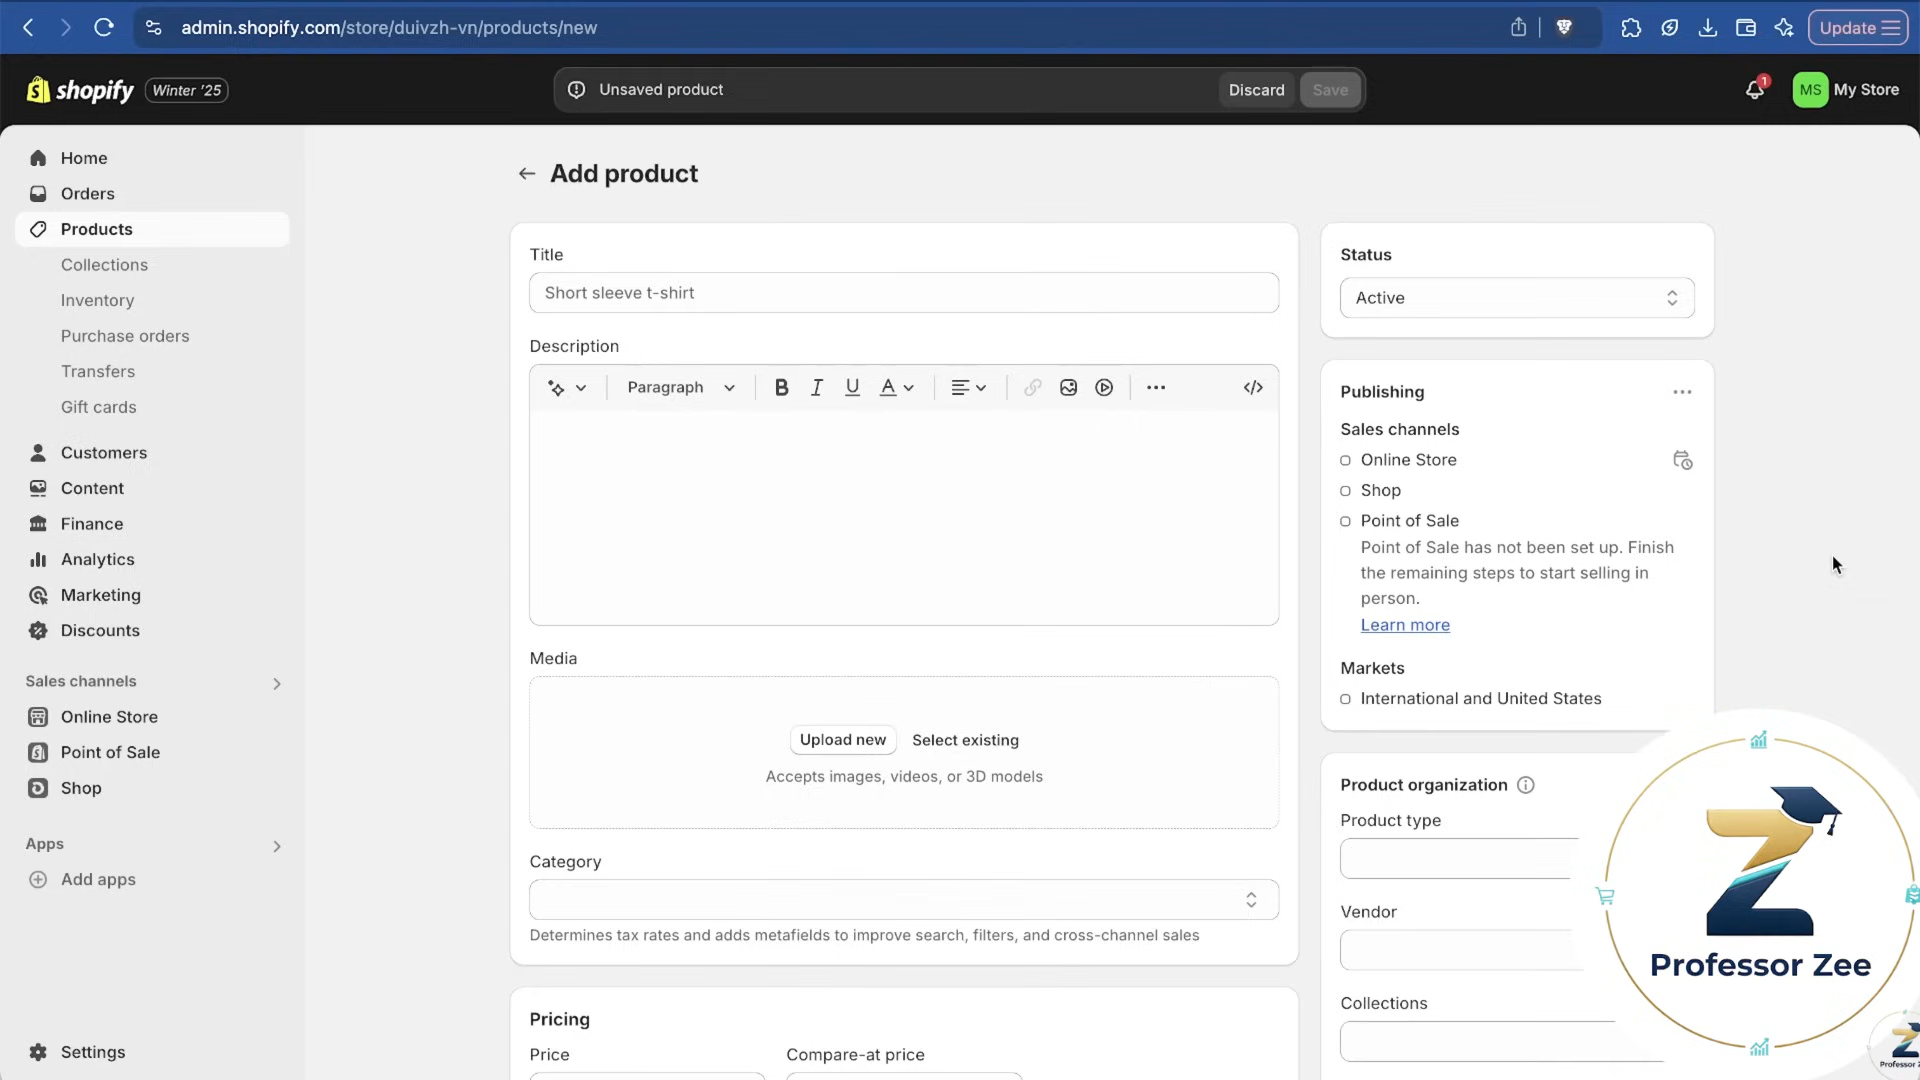 admin.shopify.com/store/duivzh-vn/products/new
Update
shopify
Winter '25
Unsaved product
Discard
Save
1
MS
My Store
Home
Orders
Products
Collections
Inventory
Purchase orders
Transfers
Gift cards
Customers
Content
Finance
Analytics
Marketing
Discounts
Sales channels
Online Store
Point of Sale
Shop
Apps
Add apps
Settings
Add product
Title
Short sleeve t-shirt
Description
Paragraph
Media
Upload new
Select existing
Accepts images, videos, or 3D models
Category
Determines tax rates and adds metafields to improve search, filters, and cross-channel sales
Pricing
Price
Compare-at price
Status
Active
Publishing
Sales channels
Online Store
Shop
Point of Sale
Point of Sale has not been set up. Finish
the remaining steps to start selling in
person.
Learn more
Markets
International and United States
Product organization
Product type
Vendor
Collections
Professor Zee
Professor Z